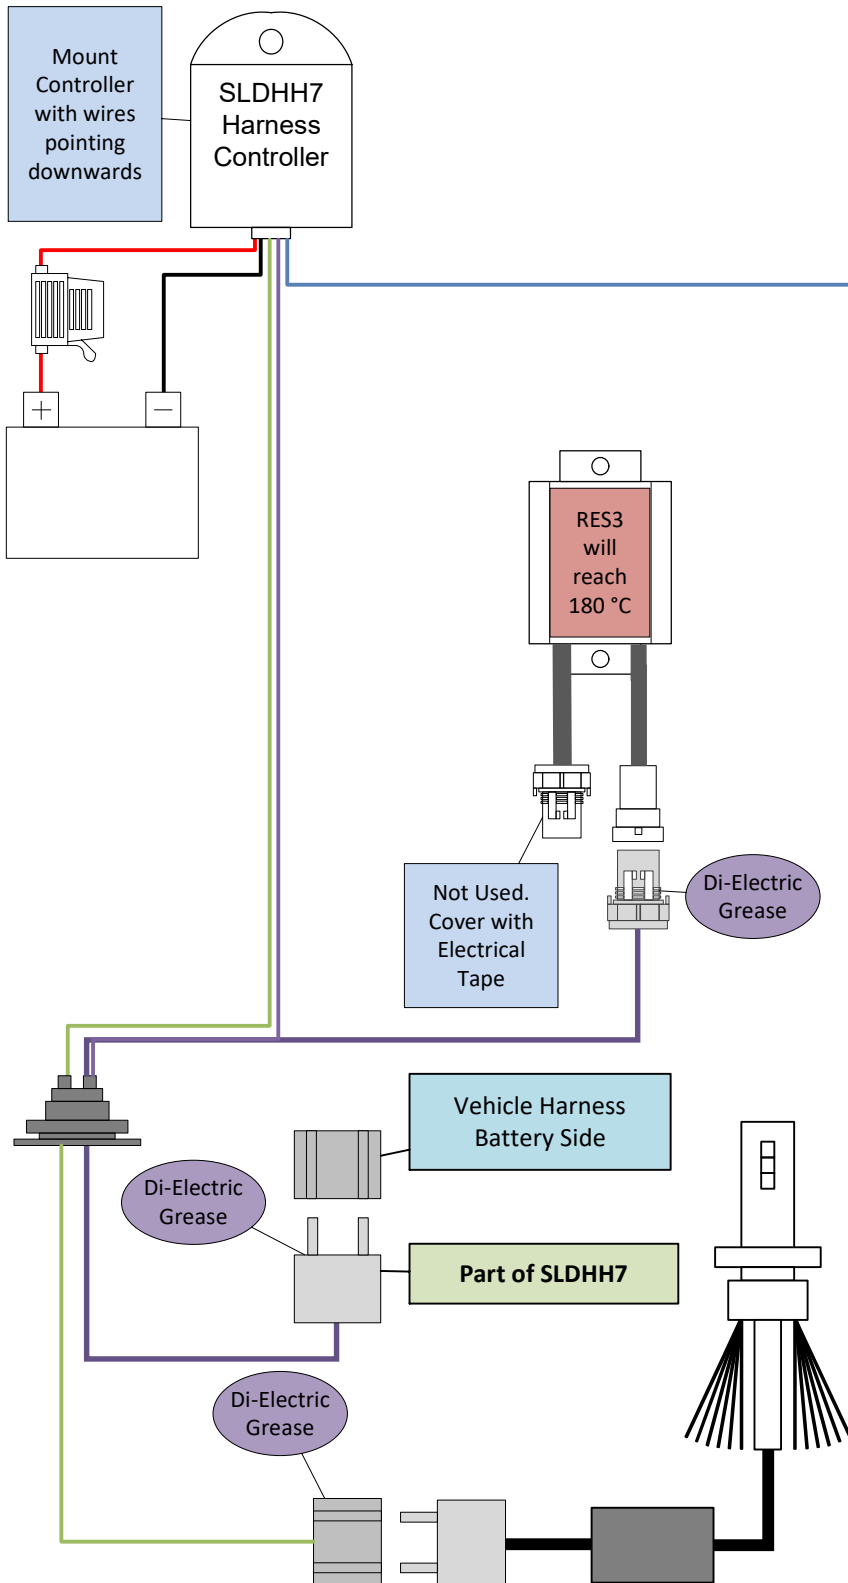 Mount
Controller
with wires
pointing
downwards
SLDHH7
Harness
Controller
+
−
RES3
will
reach
180 °C
Not Used.
Cover with
Electrical
Tape
Di-Electric
Grease
Vehicle Harness
Battery Side
Di-Electric
Grease
Part of SLDHH7
Di-Electric
Grease